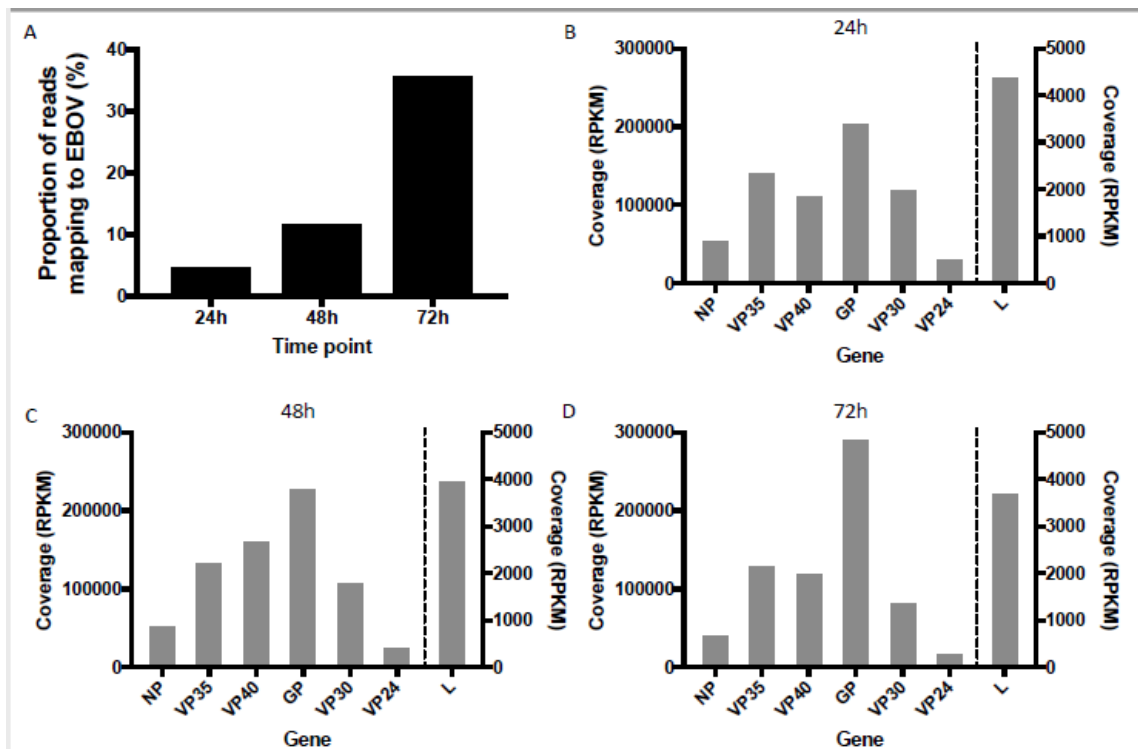 A
Proportion of reads
mapping to EBOV (%)
40
30
20
10
0
24h
48h
72h
Time point
B
24h
Coverage (RPKM)
300000
200000
100000
0
NP
VP35
VP40
GP
VP30
VP24
L
Gene
5000
4000
3000
2000
1000
0
Coverage
(RPKM)
C
48h
Coverage (RPKM)
300000
200000
100000
0
NP
VP35
VP40
GP
VP30
VP24
L
Gene
5000
4000
3000
2000
1000
0
Coverage
(RPKM)
D
72h
Coverage (RPKM)
300000
200000
100000
0
NP
VP35
VP40
GP
VP30
VP24
L
Gene
5000
4000
3000
2000
1000
0
Coverage
(RPKM)